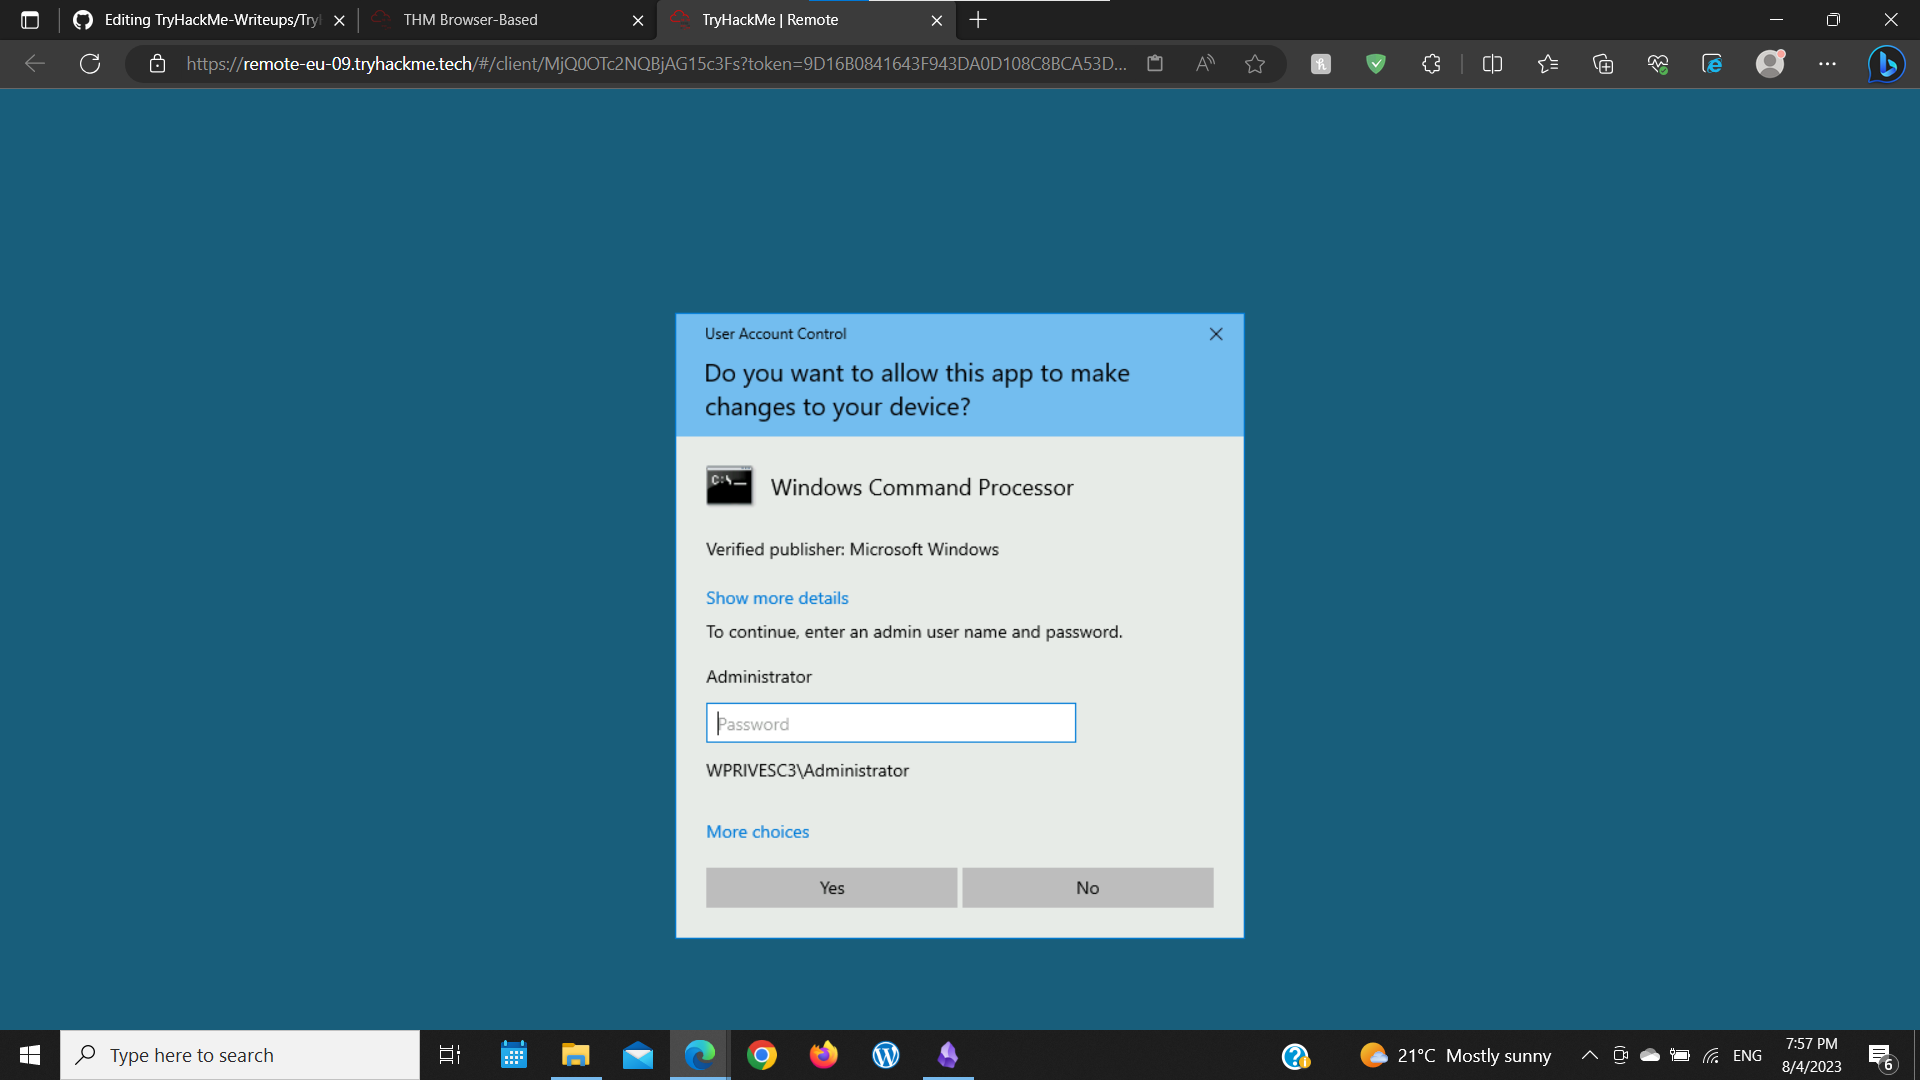 Editing TryHackMe-Writeups/Try
THM Browser-Based
TryHackMe | Remote
https://remote-eu-09.tryhackme.tech/#/client/MjQ0OTc2NQBjAG15c3Fs?token=9D16B0841643F943DA0D108C8BCA53D...
User Account Control
Do you want to allow this app to make
changes to your device?
C:\
Windows Command Processor
Verified publisher: Microsoft Windows
Show more details
To continue, enter an admin user name and password.
Administrator
Password
WPRIVESC3\Administrator
More choices
Yes
No
Type here to search
21°C Mostly sunny
ENG
7:57 PM
8/4/2023
6